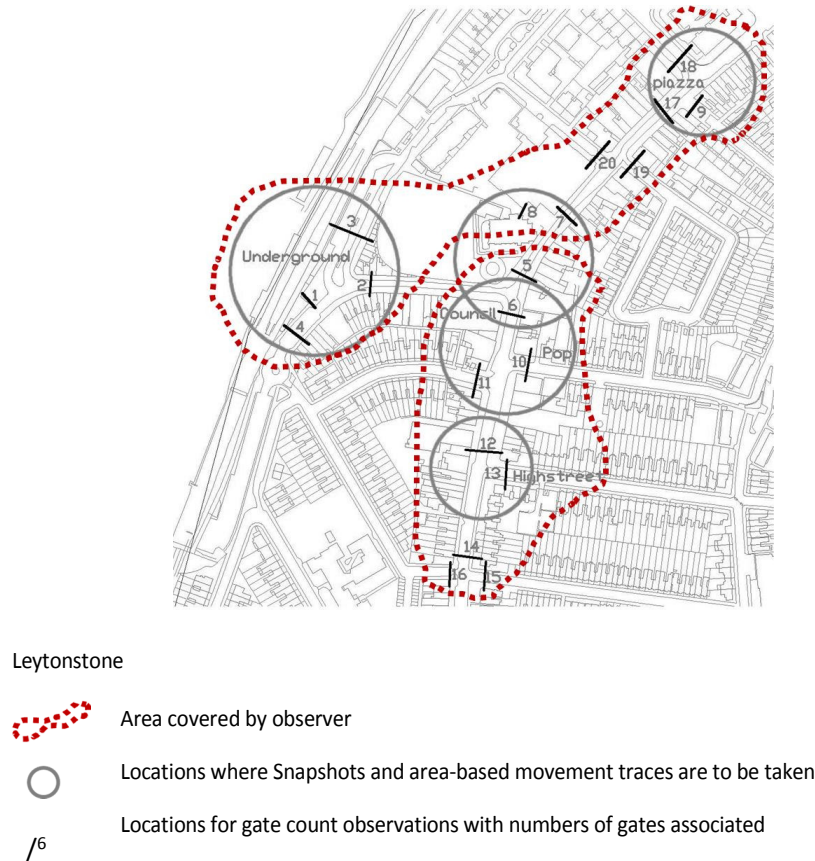 18
piazza
17
9
20
19
8
7
3
Underground
5
2
1
6
Council
4
Pop
10
11
12
13
Highstreet
14
16
15
Leytonstone
Area covered by observer
Locations where Snapshots and area-based movement traces are to be taken
Locations for gate count observations with numbers of gates associated
/6